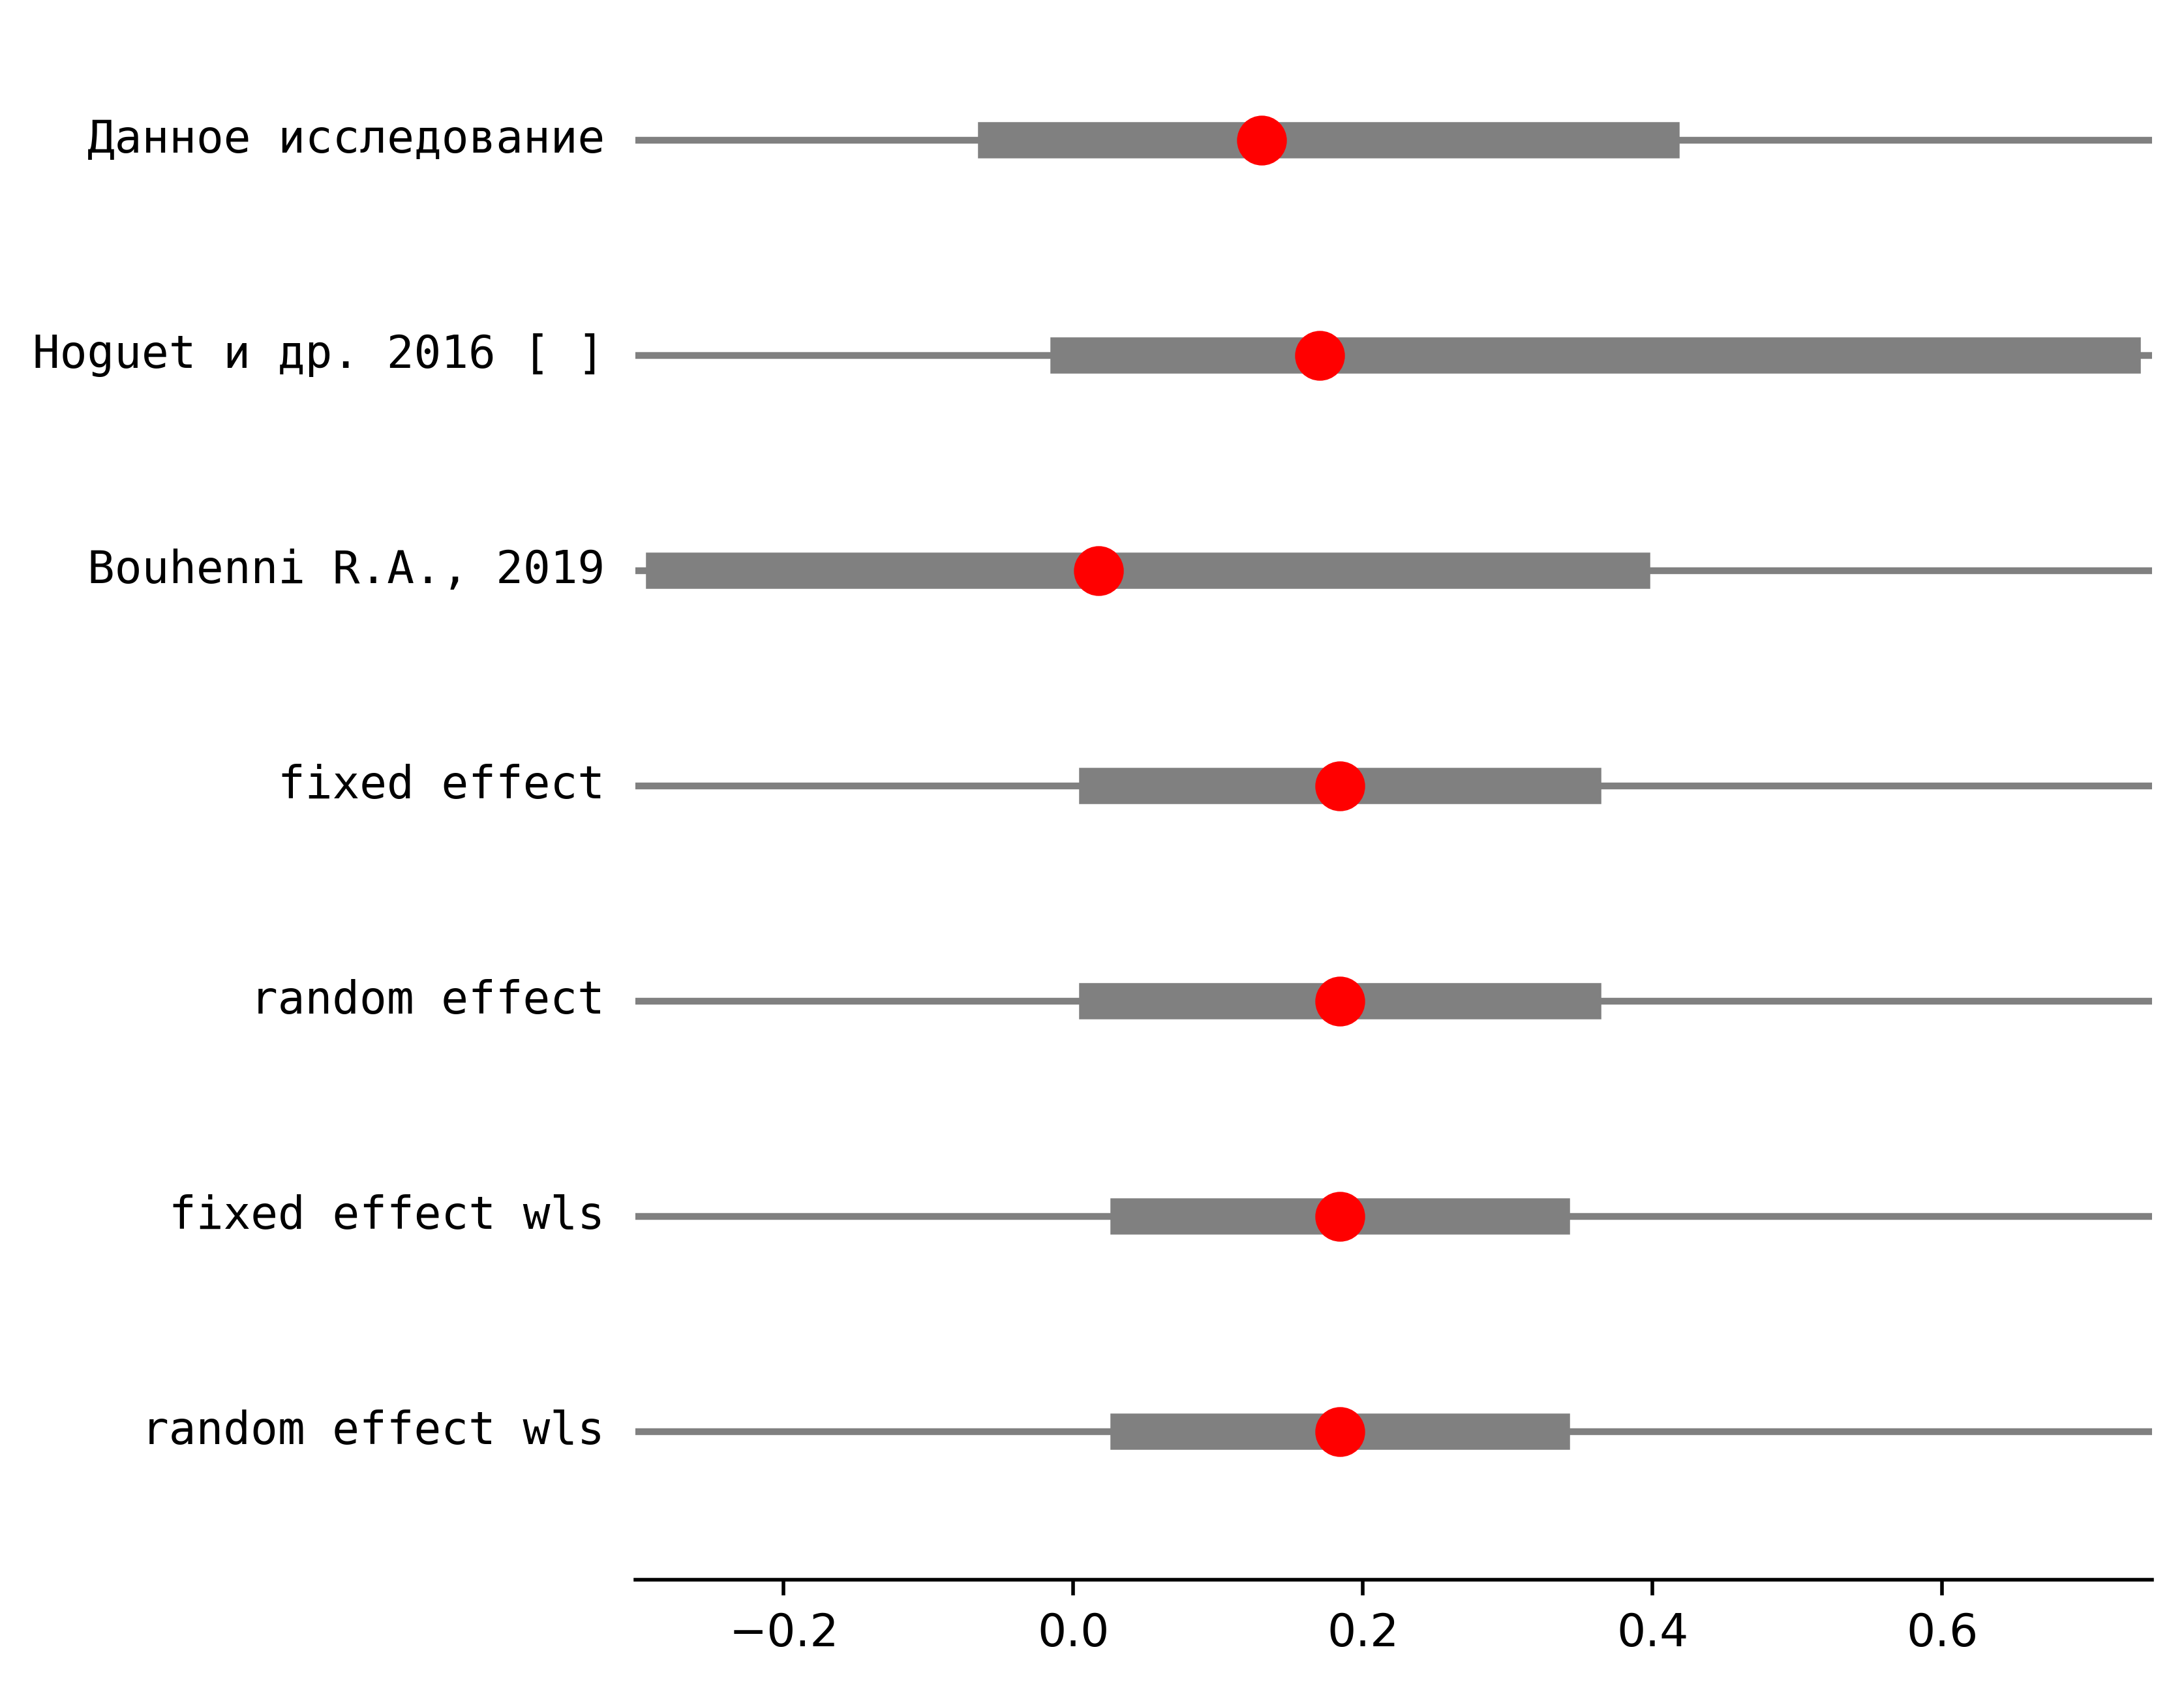 Данное исследование
Hoguet и др. 2016 [ ]
Bouhenni R.A., 2019
fixed effect
random effect
fixed effect wls
random effect wls
−0.2 0.0 0.2 0.4 0.6